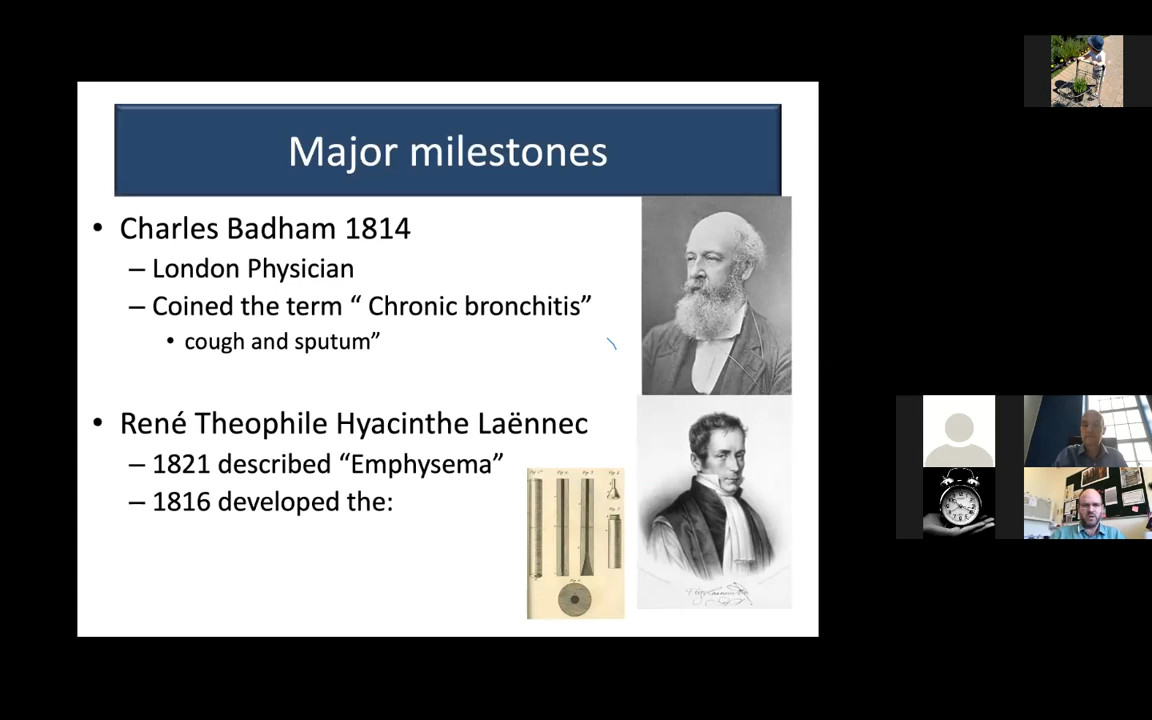 Major milestones
• Charles Badham 1814
– London Physician
– Coined the term “ Chronic bronchitis”
• cough and sputum”
• René Theophile Hyacinthe Laënnec
– 1821 described “Emphysema”
– 1816 developed the: